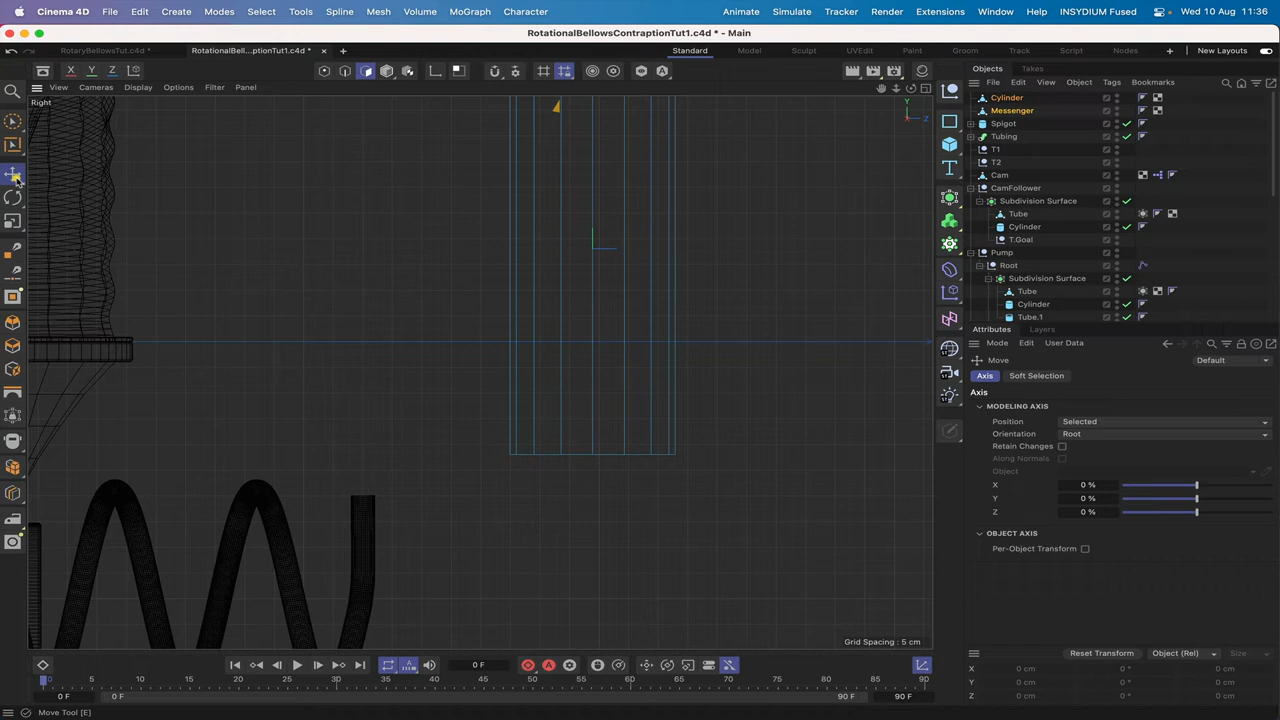 Cinema 4D File Edit Create Modes Select Tools Spline Mesh Volume MoGraph Character Animate Simulate Tracker Render Extensions Window Help INSYDIUM Fused Wed 10 Aug 11:36
RotationalBellowsContraptionTut1.c4d * - Main
RotaryBellowsTut.c4d * RotationalBell...ptionTut1.c4d * Standard Model Sculpt UVEdit Paint Groom Track Script Nodes New Layouts
X Y Z
Objects Takes
View Cameras Display Options Filter Panel
File Edit View Object Tags Bookmarks
Right
Cylinder
Messenger
Spigot
Tubing
T1
T2
Cam
CamFollower
Subdivision Surface
Tube
Cylinder
T.Goal
Pump
Root
Subdivision Surface
Tube
Cylinder
Tube.1
Y
Z
Attributes Layers
Mode Edit User Data
Move Default
Axis Soft Selection
Axis
MODELING AXIS
Position Selected
Orientation Root
Retain Changes
Along Normals
Object
X 0 %
Y 0 %
Z 0 %
OBJECT AXIS
Per-Object Transform
Grid Spacing : 5 cm
Reset Transform Object (Rel) Size
X 0 cm 0 ° 0 cm
Y 0 cm 0 ° 0 cm
Z 0 cm 0 ° 0 cm
0 F
0 5 10 15 20 25 30 35 40 45 50 55 60 65 70 75 80 85 90
0 F 0 F 90 F 90 F
Move Tool [E]